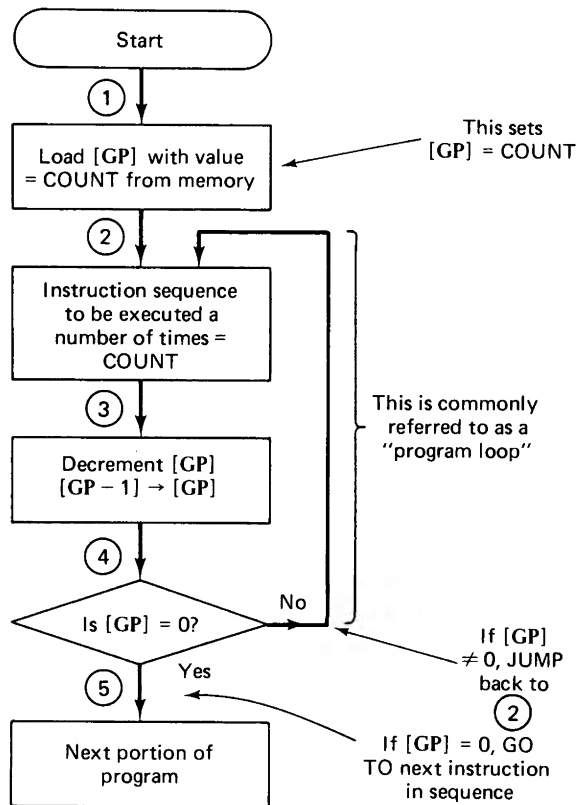 Start
1
Load [GP] with value
= COUNT from memory
This sets
[GP] = COUNT
2
Instruction sequence
to be executed a
number of times =
COUNT
3
Decrement [GP]
[GP − 1] → [GP]
This is commonly
referred to as a
"program loop"
4
Is [GP] = 0?
No
If [GP]
≠ 0, JUMP
back to
2
Yes
5
Next portion of
program
If [GP] = 0, GO
TO next instruction
in sequence